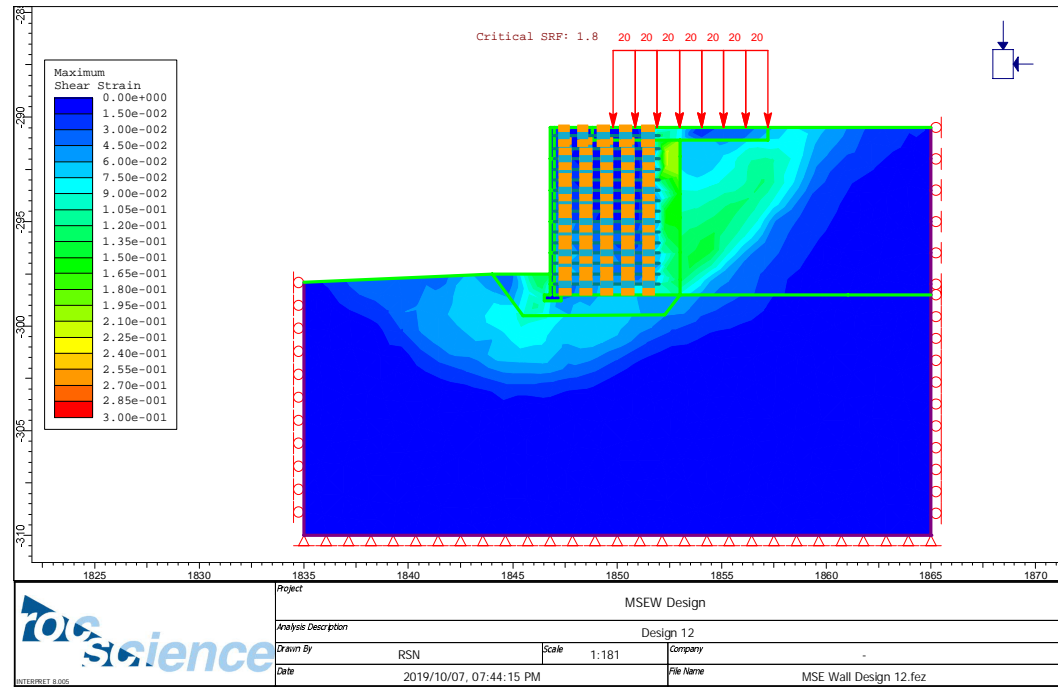 Critical SRF: 1.8
20 20 20 20 20 20 20
Maximum
Shear Strain
0.00e+000
1.50e-002
3.00e-002
4.50e-002
6.00e-002
7.50e-002
9.00e-002
1.05e-001
1.20e-001
1.35e-001
1.50e-001
1.65e-001
1.80e-001
1.95e-001
2.10e-001
2.25e-001
2.40e-001
2.55e-001
2.70e-001
2.85e-001
3.00e-001
-290
-295
-300
-305
-310
1825 1830 1835 1840 1845 1850 1855 1860 1865 1870
rocscience
INTERPRET 8.005
Project
MSEW Design
Analysis Description
Design 12
Drawn By RSN Scale 1:181 Company -
Date 2019/10/07, 07:44:15 PM File Name MSE Wall Design 12.fez